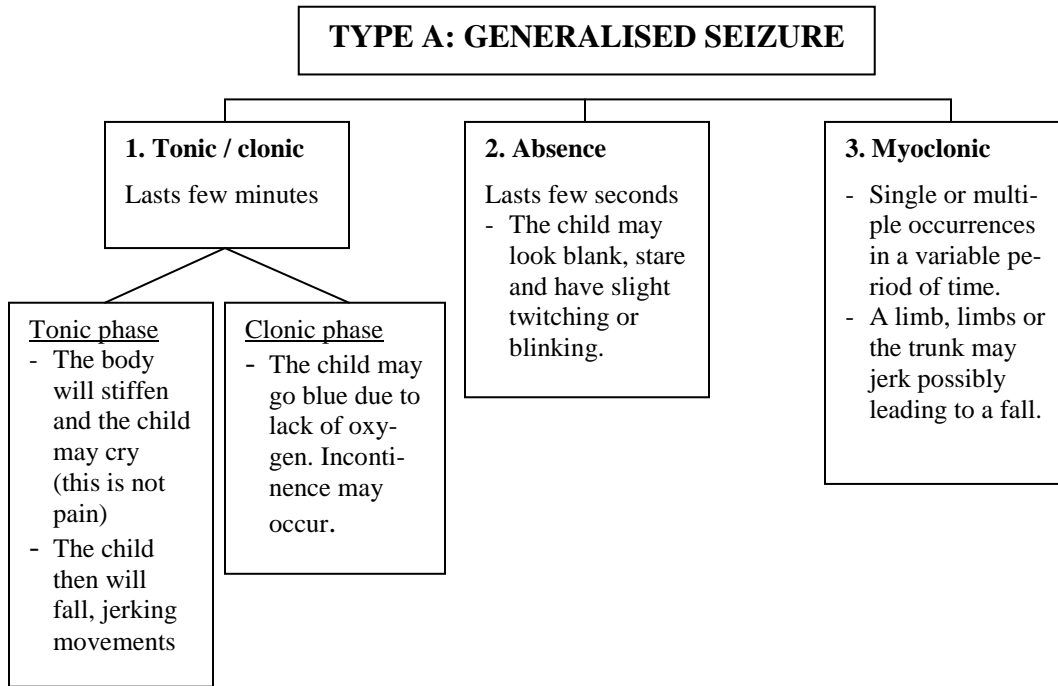 TYPE A: GENERALISED SEIZURE
1. Tonic / clonic
Lasts few minutes
2. Absence
Lasts few seconds
- The child may
look blank, stare
and have slight
twitching or
blinking.
3. Myoclonic
- Single or multi-
ple occurrences
in a variable pe-
riod of time.
- A limb, limbs or
the trunk may
jerk possibly
leading to a fall.
Tonic phase
- The body
will stiffen
and the child
may cry
(this is not
pain)
- The child
then will
fall, jerking
movements
Clonic phase
- The child may
go blue due to
lack of oxy-
gen. Inconti-
nence may
occur.